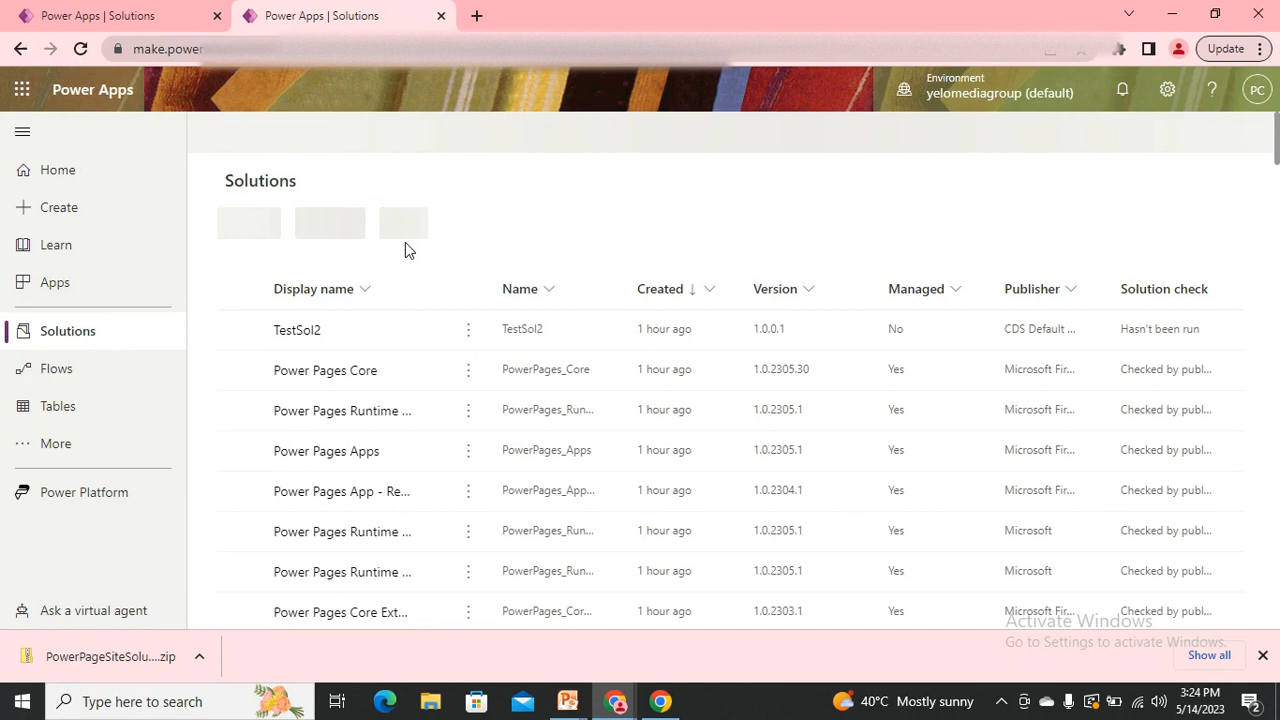 Power Apps | Solutions
Power Apps | Solutions
make.power
Update
Power Apps
Environment
yelomediagroup (default)
PC
Home
Create
Learn
Apps
Solutions
Flows
Tables
More
Power Platform
Ask a virtual agent
Solutions
Display name Name Created ↓ Version Managed Publisher Solution check
TestSol2 TestSol2 1 hour ago 1.0.0.1 No CDS Default ... Hasn't been run
Power Pages Core PowerPages_Core 1 hour ago 1.0.2305.30 Yes Microsoft Fir... Checked by publ...
Power Pages Runtime ... PowerPages_Run... 1 hour ago 1.0.2305.1 Yes Microsoft Fir... Checked by publ...
Power Pages Apps PowerPages_Apps 1 hour ago 1.0.2305.1 Yes Microsoft Fir... Checked by publ...
Power Pages App - Re... PowerPages_App... 1 hour ago 1.0.2304.1 Yes Microsoft Fir... Checked by publ...
Power Pages Runtime ... PowerPages_Run... 1 hour ago 1.0.2305.1 Yes Microsoft Checked by publ...
Power Pages Runtime ... PowerPages_Run... 1 hour ago 1.0.2305.1 Yes Microsoft Checked by publ...
Power Pages Core Ext... PowerPages_Cor... 1 hour ago 1.0.2303.1 Yes Microsoft Fir... Checked by publ...
Activate Windows
Go to Settings to activate Windows.
PowerPageSiteSolu....zip
Show all
Type here to search
40°C Mostly sunny
3:24 PM
5/14/2023
2